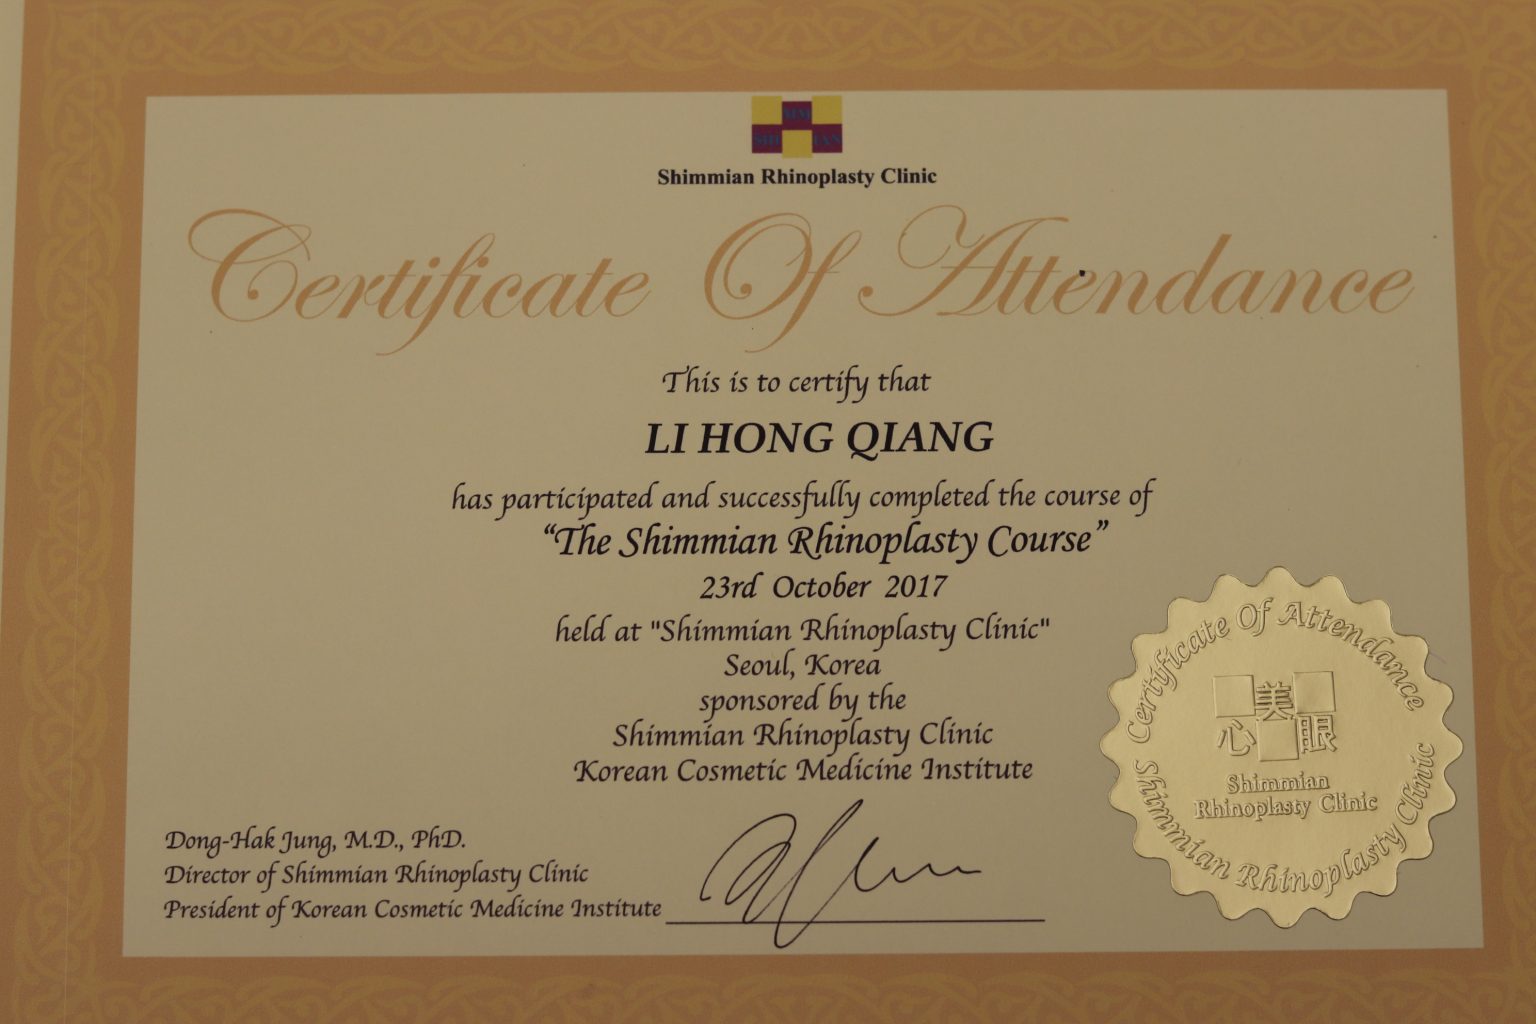 MM
SHI IAN
Shimmian Rhinoplasty Clinic
Certificate Of Attendance
This is to certify that
LI HONG QIANG
has participated and successfully completed the course of
“The Shimmian Rhinoplasty Course”
23rd October 2017
held at "Shimmian Rhinoplasty Clinic"
Seoul, Korea
sponsored by the
Shimmian Rhinoplasty Clinic
Korean Cosmetic Medicine Institute
Dong-Hak Jung, M.D., PhD.
Director of Shimmian Rhinoplasty Clinic
President of Korean Cosmetic Medicine Institute
Certificate Of Attendance
美
心 眼
Shimmian
Rhinoplasty Clinic
Shimmian Rhinoplasty Clinic